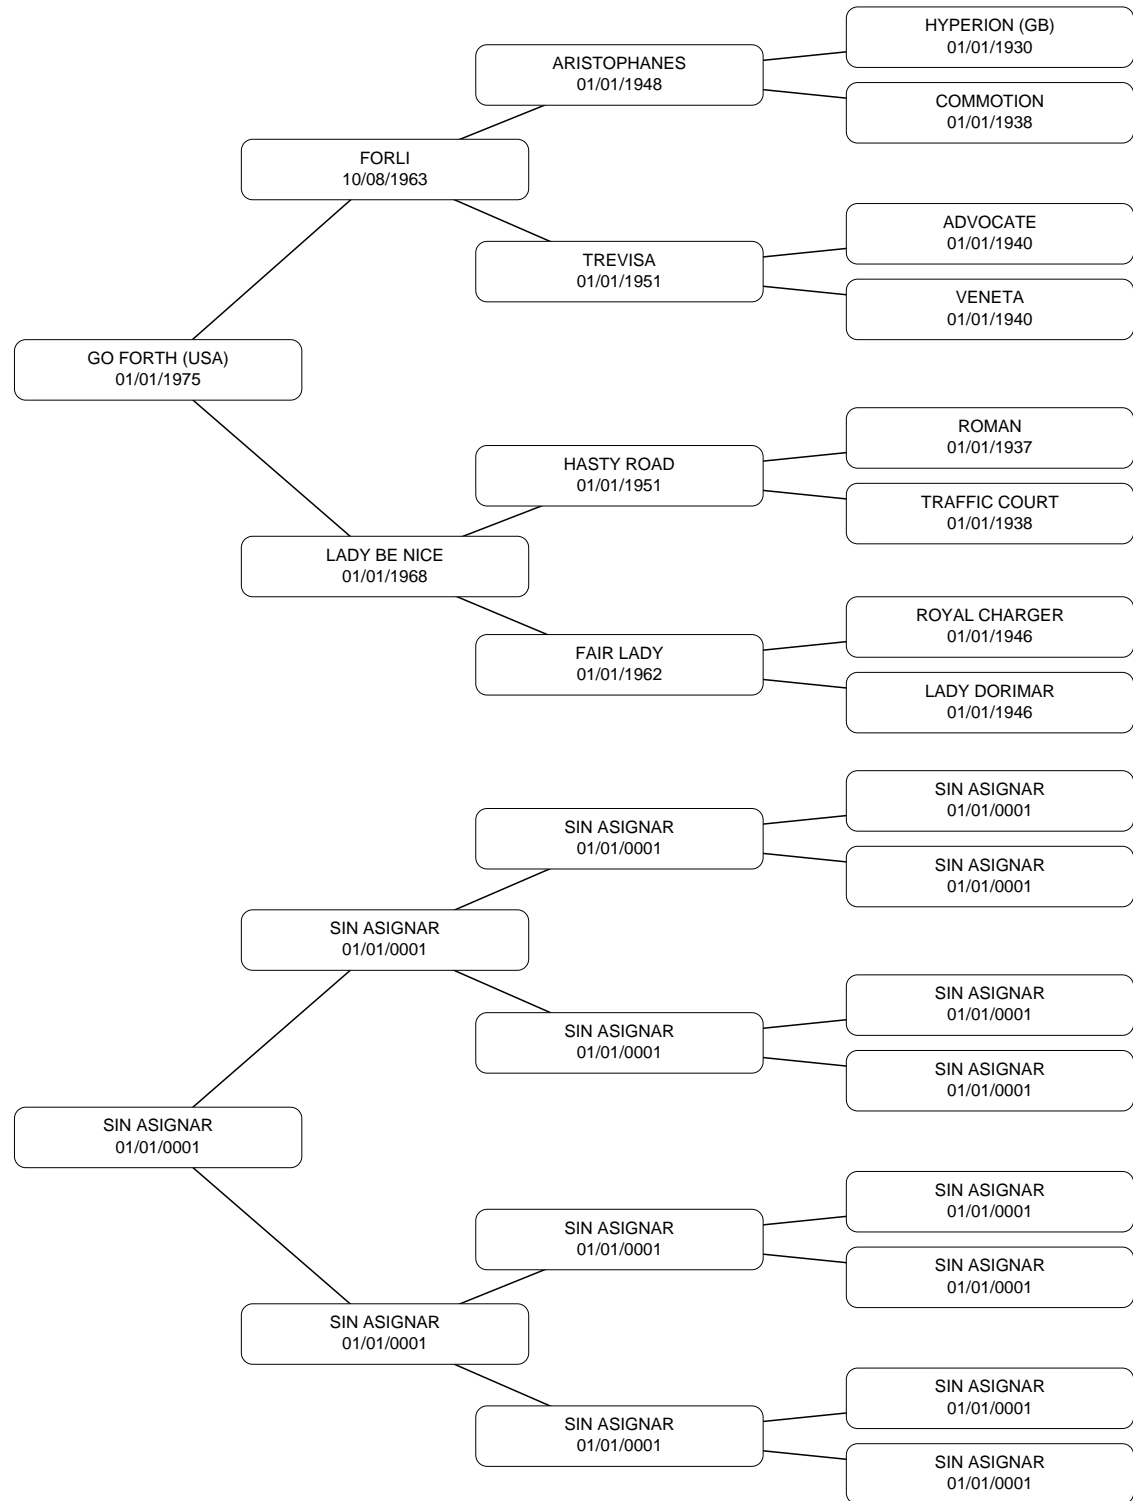 HYPERION (GB)
01/01/1930
ARISTOPHANES
01/01/1948
COMMOTION
01/01/1938
FORLI
10/08/1963
ADVOCATE
01/01/1940
TREVISA
01/01/1951
VENETA
01/01/1940
GO FORTH (USA)
01/01/1975
ROMAN
01/01/1937
HASTY ROAD
01/01/1951
TRAFFIC COURT
01/01/1938
LADY BE NICE
01/01/1968
ROYAL CHARGER
01/01/1946
FAIR LADY
01/01/1962
LADY DORIMAR
01/01/1946
SIN ASIGNAR
01/01/0001
SIN ASIGNAR
01/01/0001
SIN ASIGNAR
01/01/0001
SIN ASIGNAR
01/01/0001
SIN ASIGNAR
01/01/0001
SIN ASIGNAR
01/01/0001
SIN ASIGNAR
01/01/0001
SIN ASIGNAR
01/01/0001
SIN ASIGNAR
01/01/0001
SIN ASIGNAR
01/01/0001
SIN ASIGNAR
01/01/0001
SIN ASIGNAR
01/01/0001
SIN ASIGNAR
01/01/0001
SIN ASIGNAR
01/01/0001
SIN ASIGNAR
01/01/0001